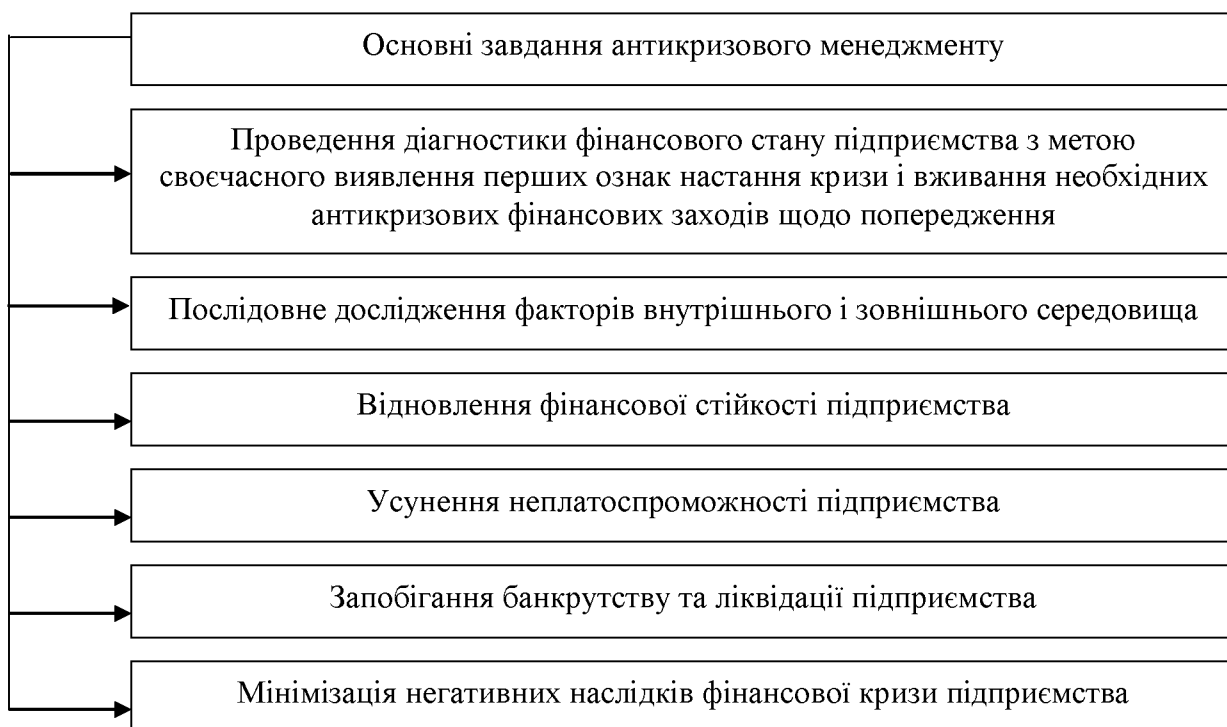 Основні завдання антикризового менеджменту
Проведення діагностики фінансового стану підприємства з метою
своєчасного виявлення перших ознак настання кризи і вживання необхідних
антикризових фінансових заходів щодо попередження
Послідовне дослідження факторів внутрішнього і зовнішнього середовища
Відновлення фінансової стійкості підприємства
Усунення неплатоспроможності підприємства
Запобігання банкрутству та ліквідації підприємства
Мінімізація негативних наслідків фінансової кризи підприємства